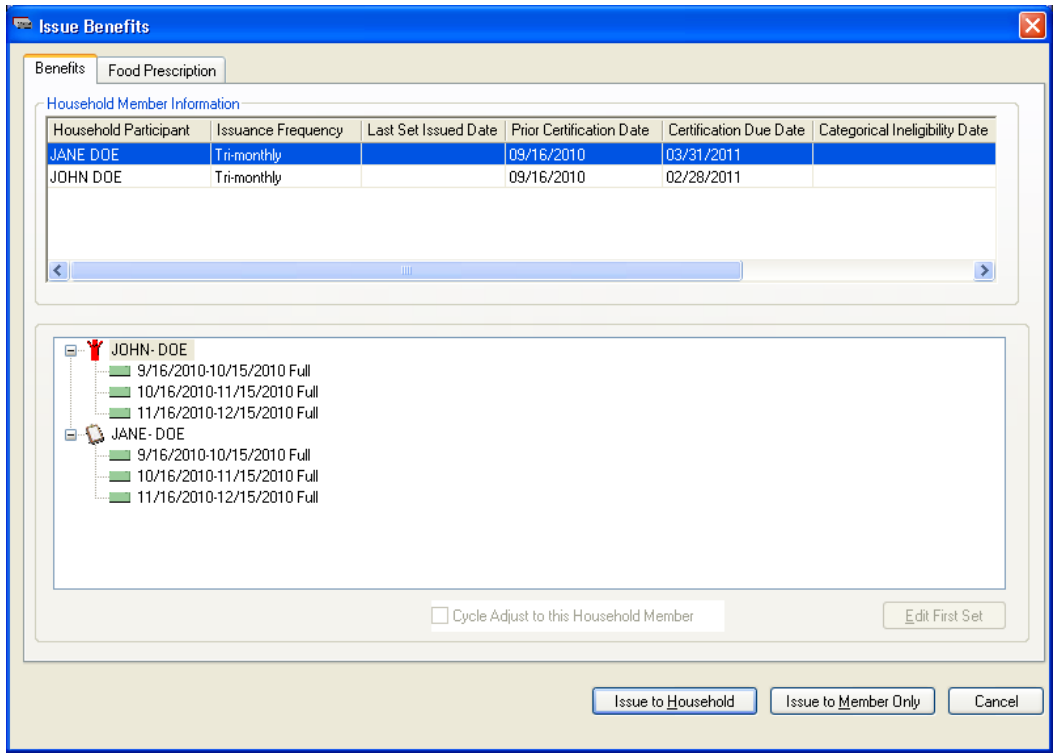 Issue Benefits
Benefits Food Prescription
Household Member Information
Household Participant Issuance Frequency Last Set Issued Date Prior Certification Date Certification Due Date Categorical Ineligibility Date
JANE DOE Tri-monthly 09/16/2010 03/31/2011
JOHN DOE Tri-monthly 09/16/2010 02/28/2011
JOHN- DOE
9/16/2010-10/15/2010 Full
10/16/2010-11/15/2010 Full
11/16/2010-12/15/2010 Full
JANE- DOE
9/16/2010-10/15/2010 Full
10/16/2010-11/15/2010 Full
11/16/2010-12/15/2010 Full
Cycle Adjust to this Household Member Edit First Set
Issue to Household Issue to Member Only Cancel